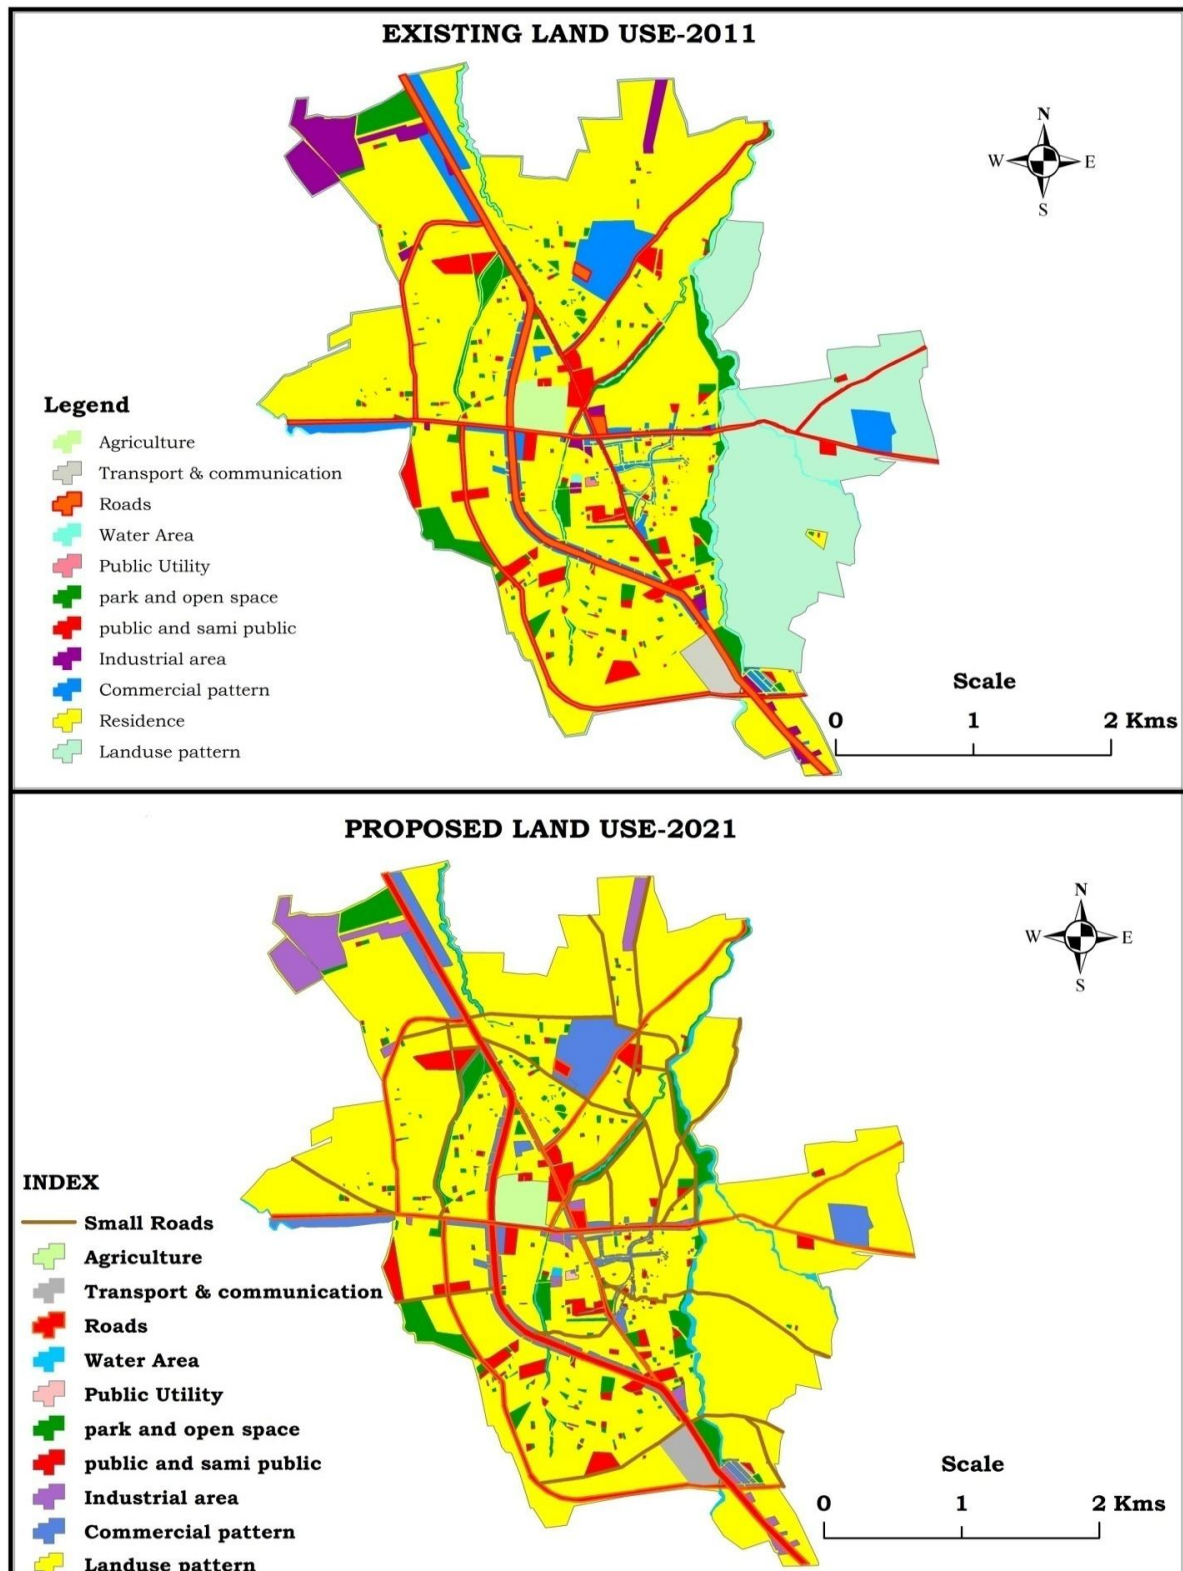 EXISTING LAND USE-2011
N
W E
S
Legend
Agriculture
Transport & communication
Roads
Water Area
Public Utility
park and open space
public and sami public
Industrial area
Commercial pattern
Residence
Landuse pattern
Scale
0 1 2 Kms
PROPOSED LAND USE-2021
N
W E
S
INDEX
Small Roads
Agriculture
Transport & communication
Roads
Water Area
Public Utility
park and open space
public and sami public
Industrial area
Commercial pattern
Landuse pattern
Scale
0 1 2 Kms